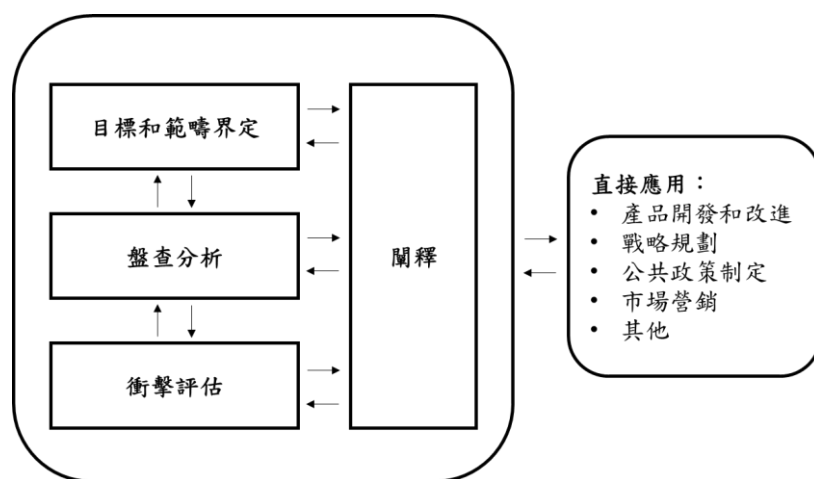 目標和範疇界定
盤查分析
衝擊評估
闡釋
直接應用：
• 產品開發和改進
• 戰略規劃
• 公共政策制定
• 市場營銷
• 其他